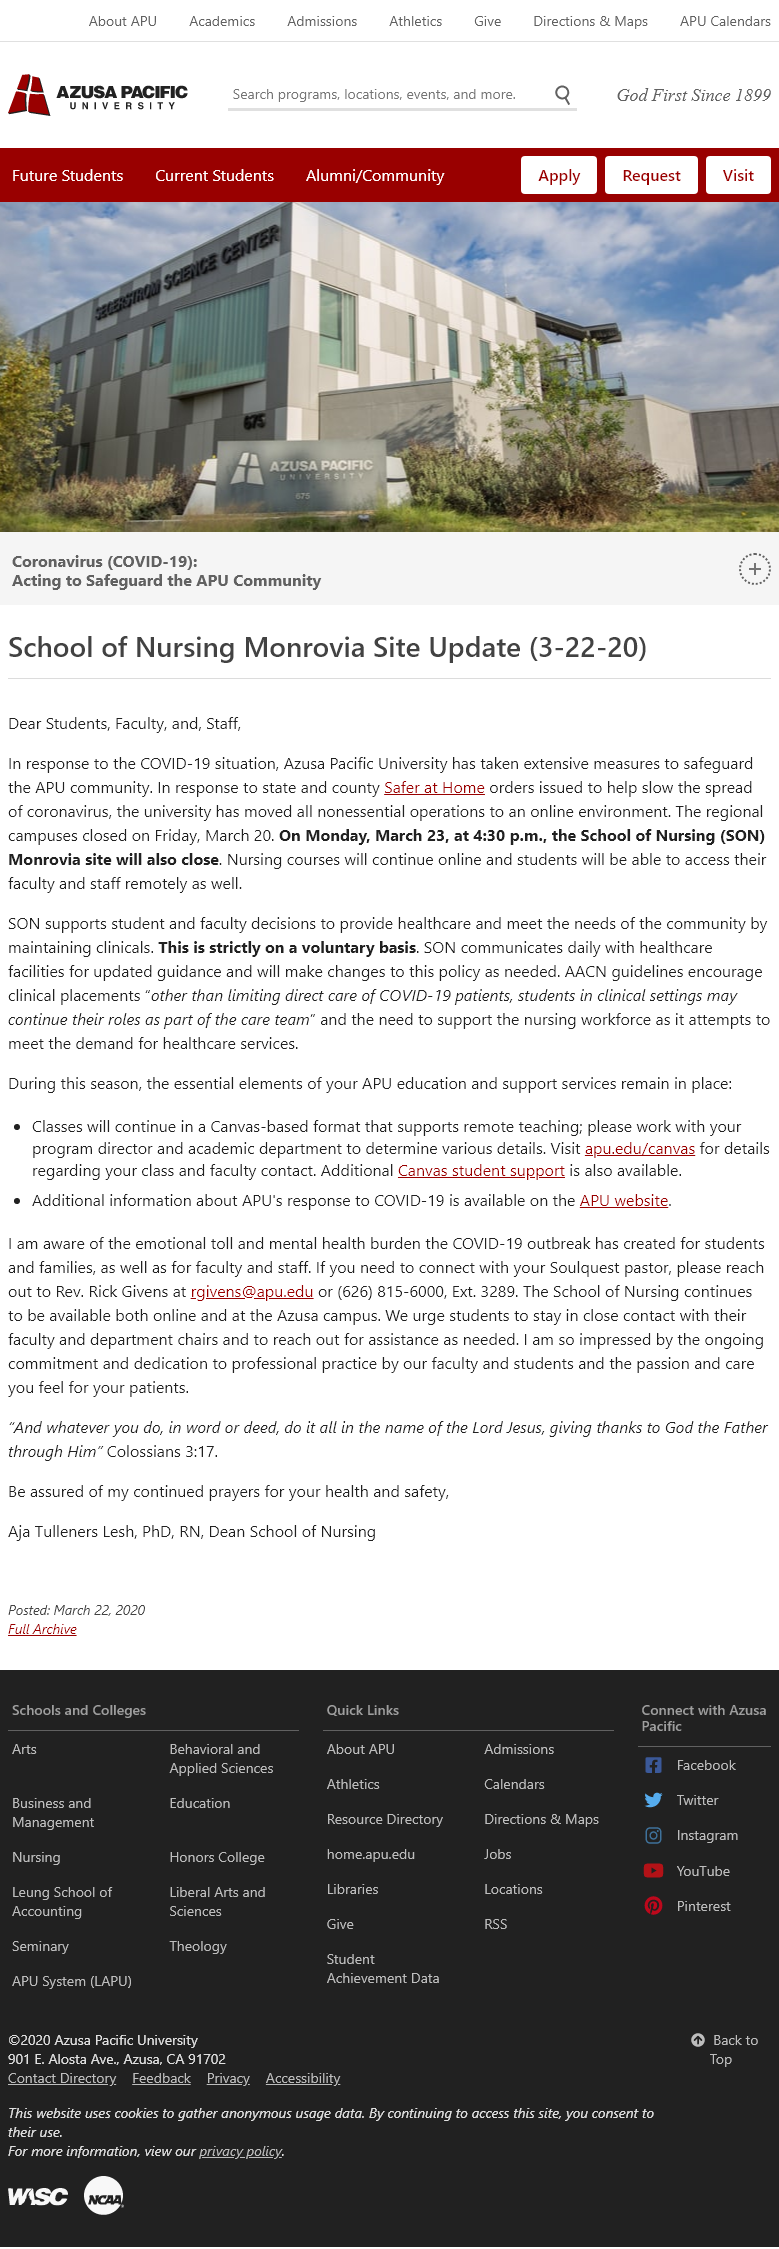 About APU Academics Admissions Athletics Give Directions & Maps APU Calendars
AZUSA PACIFIC
UNIVERSITY
Search programs, locations, events, and more.
God First Since 1899
Future Students Current Students Alumni/Community Apply Request Visit
SEGERSTROM SCIENCE CENTER
675
AZUSA PACIFIC
UNIVERSITY
675
Coronavirus (COVID-19):
Acting to Safeguard the APU Community
School of Nursing Monrovia Site Update (3-22-20)
Dear Students, Faculty, and, Staff,
In response to the COVID-19 situation, Azusa Pacific University has taken extensive measures to safeguard
the APU community. In response to state and county Safer at Home orders issued to help slow the spread
of coronavirus, the university has moved all nonessential operations to an online environment. The regional
campuses closed on Friday, March 20. On Monday, March 23, at 4:30 p.m., the School of Nursing (SON)
Monrovia site will also close. Nursing courses will continue online and students will be able to access their
faculty and staff remotely as well.
SON supports student and faculty decisions to provide healthcare and meet the needs of the community by
maintaining clinicals. This is strictly on a voluntary basis. SON communicates daily with healthcare
facilities for updated guidance and will make changes to this policy as needed. AACN guidelines encourage
clinical placements “other than limiting direct care of COVID-19 patients, students in clinical settings may
continue their roles as part of the care team” and the need to support the nursing workforce as it attempts to
meet the demand for healthcare services.
During this season, the essential elements of your APU education and support services remain in place:
• Classes will continue in a Canvas-based format that supports remote teaching; please work with your
program director and academic department to determine various details. Visit apu.edu/canvas for details
regarding your class and faculty contact. Additional Canvas student support is also available.
• Additional information about APU's response to COVID-19 is available on the APU website.
I am aware of the emotional toll and mental health burden the COVID-19 outbreak has created for students
and families, as well as for faculty and staff. If you need to connect with your Soulquest pastor, please reach
out to Rev. Rick Givens at rgivens@apu.edu or (626) 815-6000, Ext. 3289. The School of Nursing continues
to be available both online and at the Azusa campus. We urge students to stay in close contact with their
faculty and department chairs and to reach out for assistance as needed. I am so impressed by the ongoing
commitment and dedication to professional practice by our faculty and students and the passion and care
you feel for your patients.
“And whatever you do, in word or deed, do it all in the name of the Lord Jesus, giving thanks to God the Father
through Him” Colossians 3:17.
Be assured of my continued prayers for your health and safety,
Aja Tulleners Lesh, PhD, RN, Dean School of Nursing
Posted: March 22, 2020
Full Archive
Schools and Colleges
Arts
Behavioral and
Applied Sciences
Business and
Management
Education
Nursing
Honors College
Leung School of
Accounting
Liberal Arts and
Sciences
Seminary
Theology
APU System (LAPU)
Quick Links
About APU
Admissions
Athletics
Calendars
Resource Directory
Directions & Maps
home.apu.edu
Jobs
Libraries
Locations
Give
RSS
Student
Achievement Data
Connect with Azusa
Pacific
Facebook
Twitter
Instagram
YouTube
Pinterest
©2020 Azusa Pacific University
901 E. Alosta Ave., Azusa, CA 91702
Contact Directory Feedback Privacy Accessibility
Back to
Top
This website uses cookies to gather anonymous usage data. By continuing to access this site, you consent to
their use.
For more information, view our privacy policy.
WASC NCAA